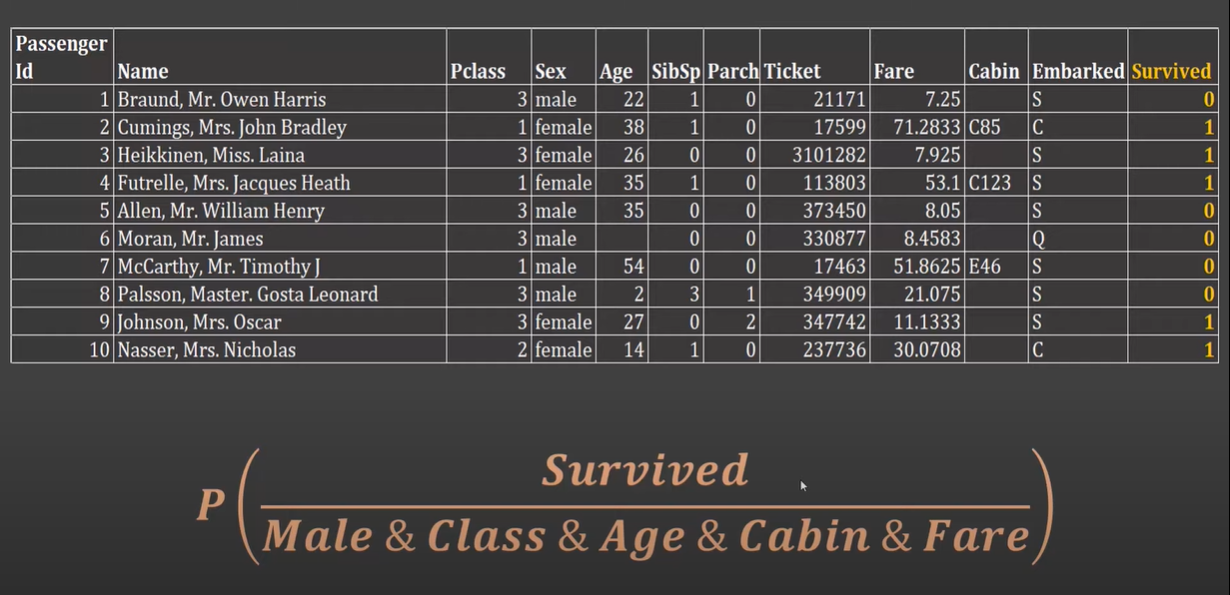 Passenger Id Name Pclass Sex Age SibSp Parch Ticket Fare Cabin Embarked Survived
1 Braund, Mr. Owen Harris 3 male 22 1 0 21171 7.25 S 0
2 Cumings, Mrs. John Bradley 1 female 38 1 0 17599 71.2833 C85 C 1
3 Heikkinen, Miss. Laina 3 female 26 0 0 3101282 7.925 S 1
4 Futrelle, Mrs. Jacques Heath 1 female 35 1 0 113803 53.1 C123 S 1
5 Allen, Mr. William Henry 3 male 35 0 0 373450 8.05 S 0
6 Moran, Mr. James 3 male 0 0 330877 8.4583 Q 0
7 McCarthy, Mr. Timothy J 1 male 54 0 0 17463 51.8625 E46 S 0
8 Palsson, Master. Gosta Leonard 3 male 2 3 1 349909 21.075 S 0
9 Johnson, Mrs. Oscar 3 female 27 0 2 347742 11.1333 S 1
10 Nasser, Mrs. Nicholas 2 female 14 1 0 237736 30.0708 C 1
Survived
P
Male & Class & Age & Cabin & Fare